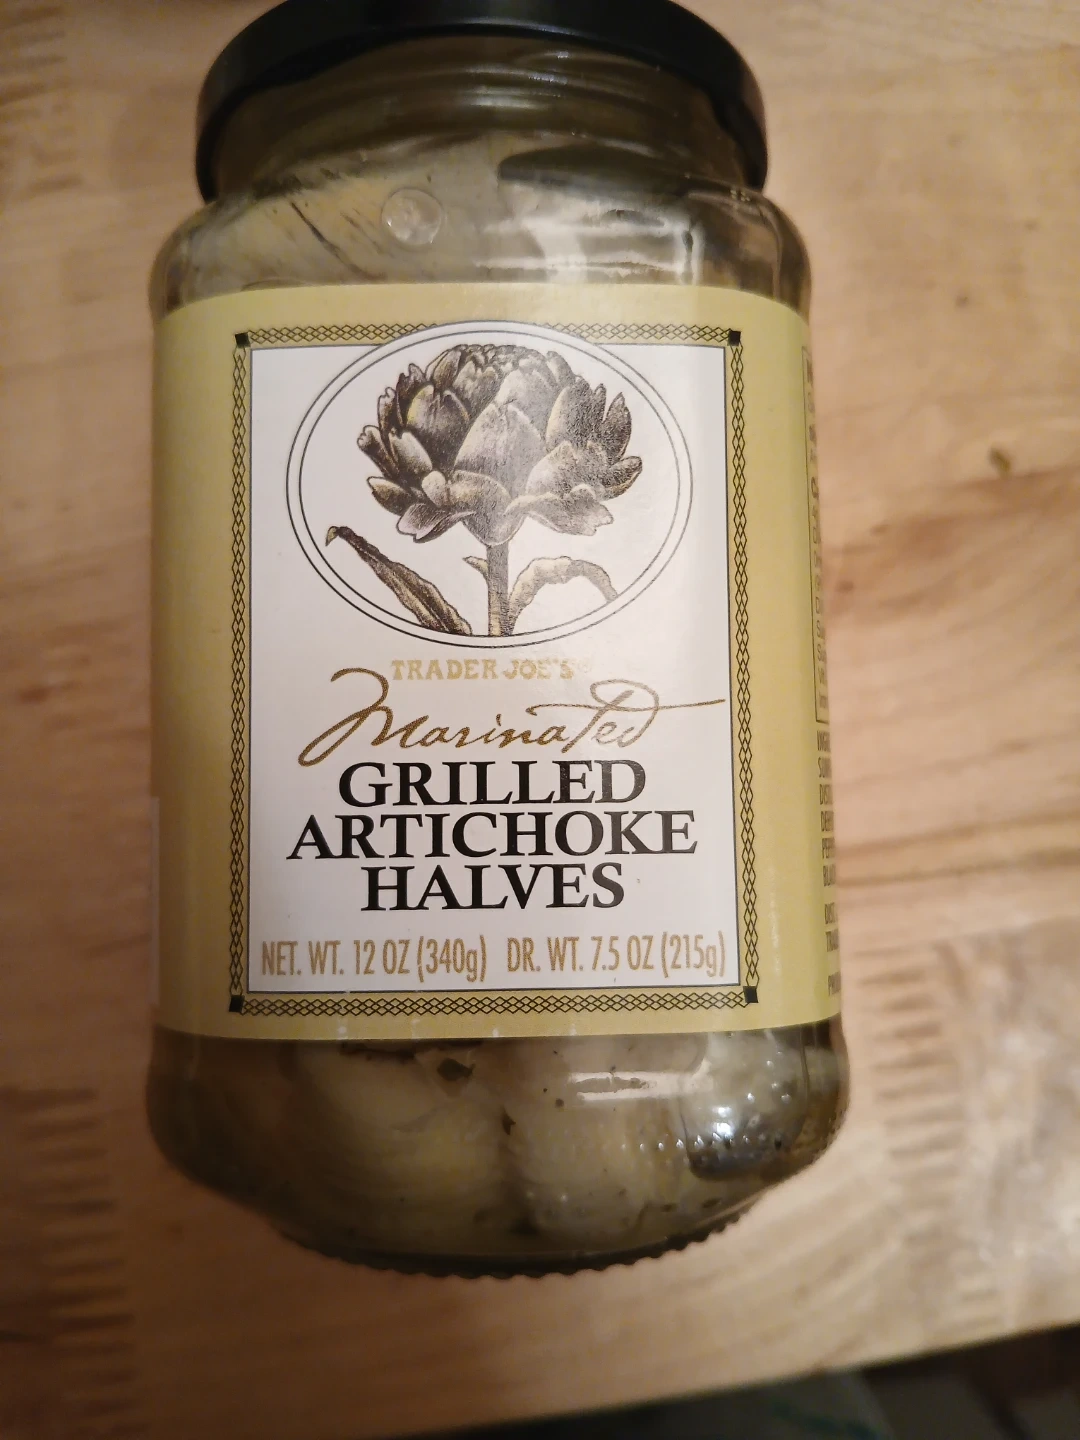 TRADER JOE'S
Marinated
GRILLED
ARTICHOKE
HALVES
NET. WT. 12 OZ (340g) DR. WT. 7.5 OZ (215g)